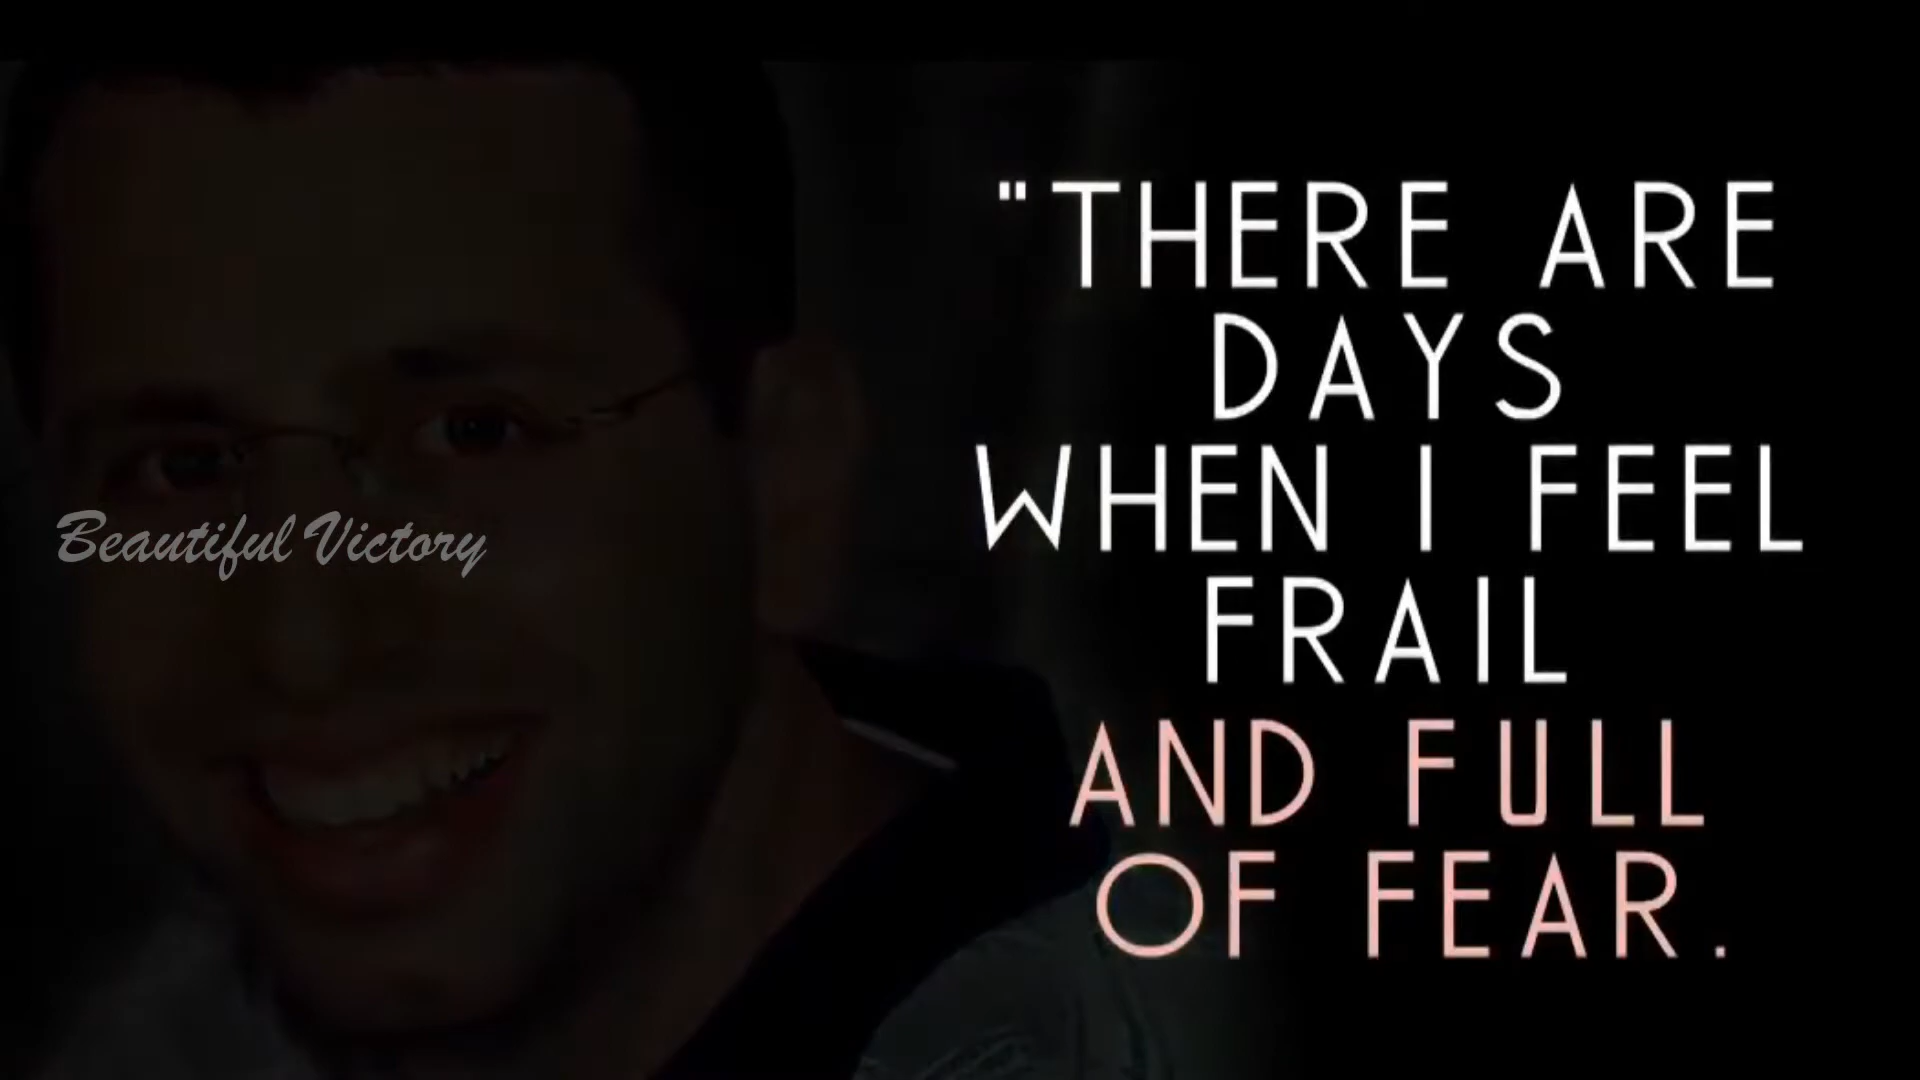 "THERE ARE
DAYS
WHEN I FEEL
FRAIL
AND FULL
OF FEAR.
Beautiful Victory